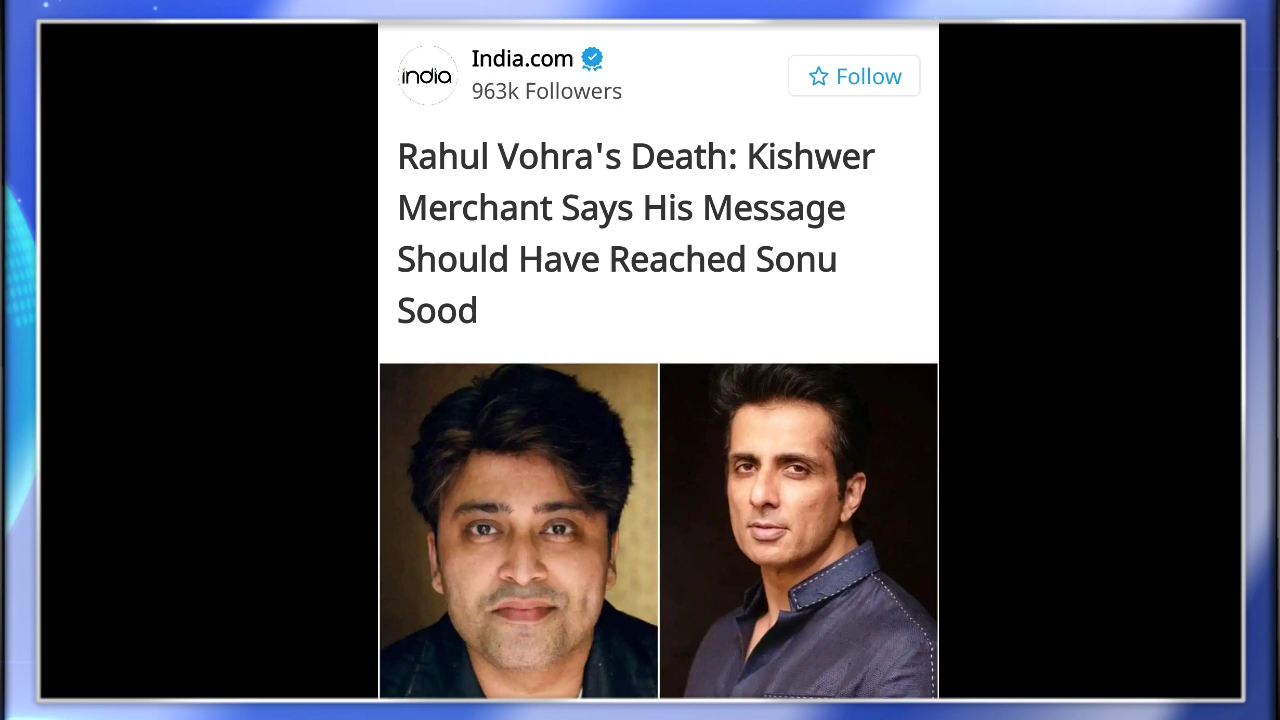 india
India.com
963k Followers
Follow
Rahul Vohra's Death: Kishwer
Merchant Says His Message
Should Have Reached Sonu
Sood